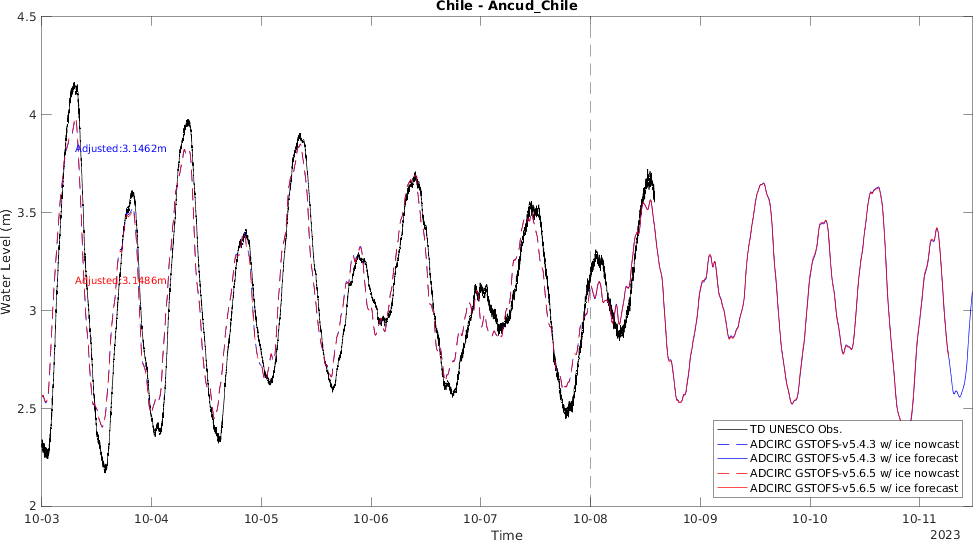 Chile - Ancud_Chile
4.5
4
3.5
3
2.5
2
Water Level (m)
Adjusted:3.1462m
Adjusted:3.1486m
TD UNESCO Obs.
ADCIRC GSTOFS-v5.4.3 w/ ice nowcast
ADCIRC GSTOFS-v5.4.3 w/ ice forecast
ADCIRC GSTOFS-v5.6.5 w/ ice nowcast
ADCIRC GSTOFS-v5.6.5 w/ ice forecast
10-03 10-04 10-05 10-06 10-07 10-08 10-09 10-10 10-11
Time
2023